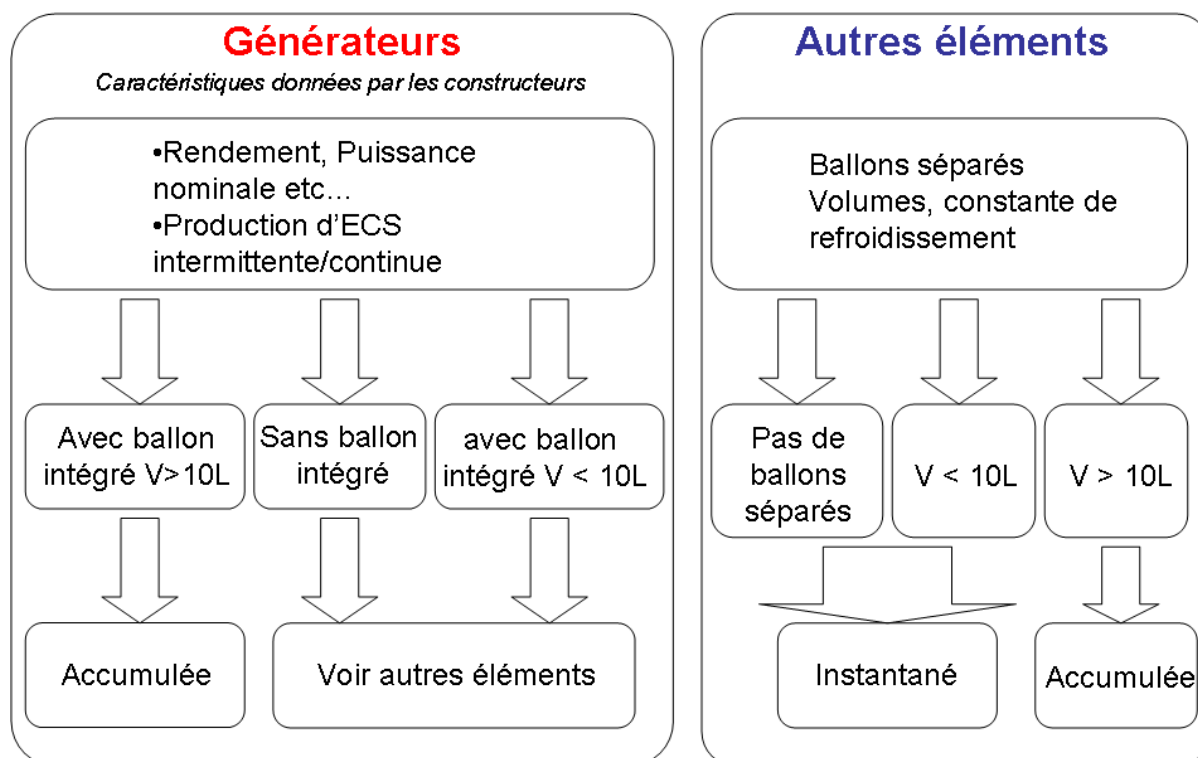 Générateurs
Caractéristiques données par les constructeurs
•Rendement, Puissance
nominale etc...
•Production d'ECS
intermittente/continue
Avec ballon
intégré V>10L
Sans ballon
intégré
avec ballon
intégré V < 10L
Accumulée
Voir autres éléments
Autres éléments
Ballons séparés
Volumes, constante de
refroidissement
Pas de
ballons
séparés
V < 10L
V > 10L
Instantané
Accumulée